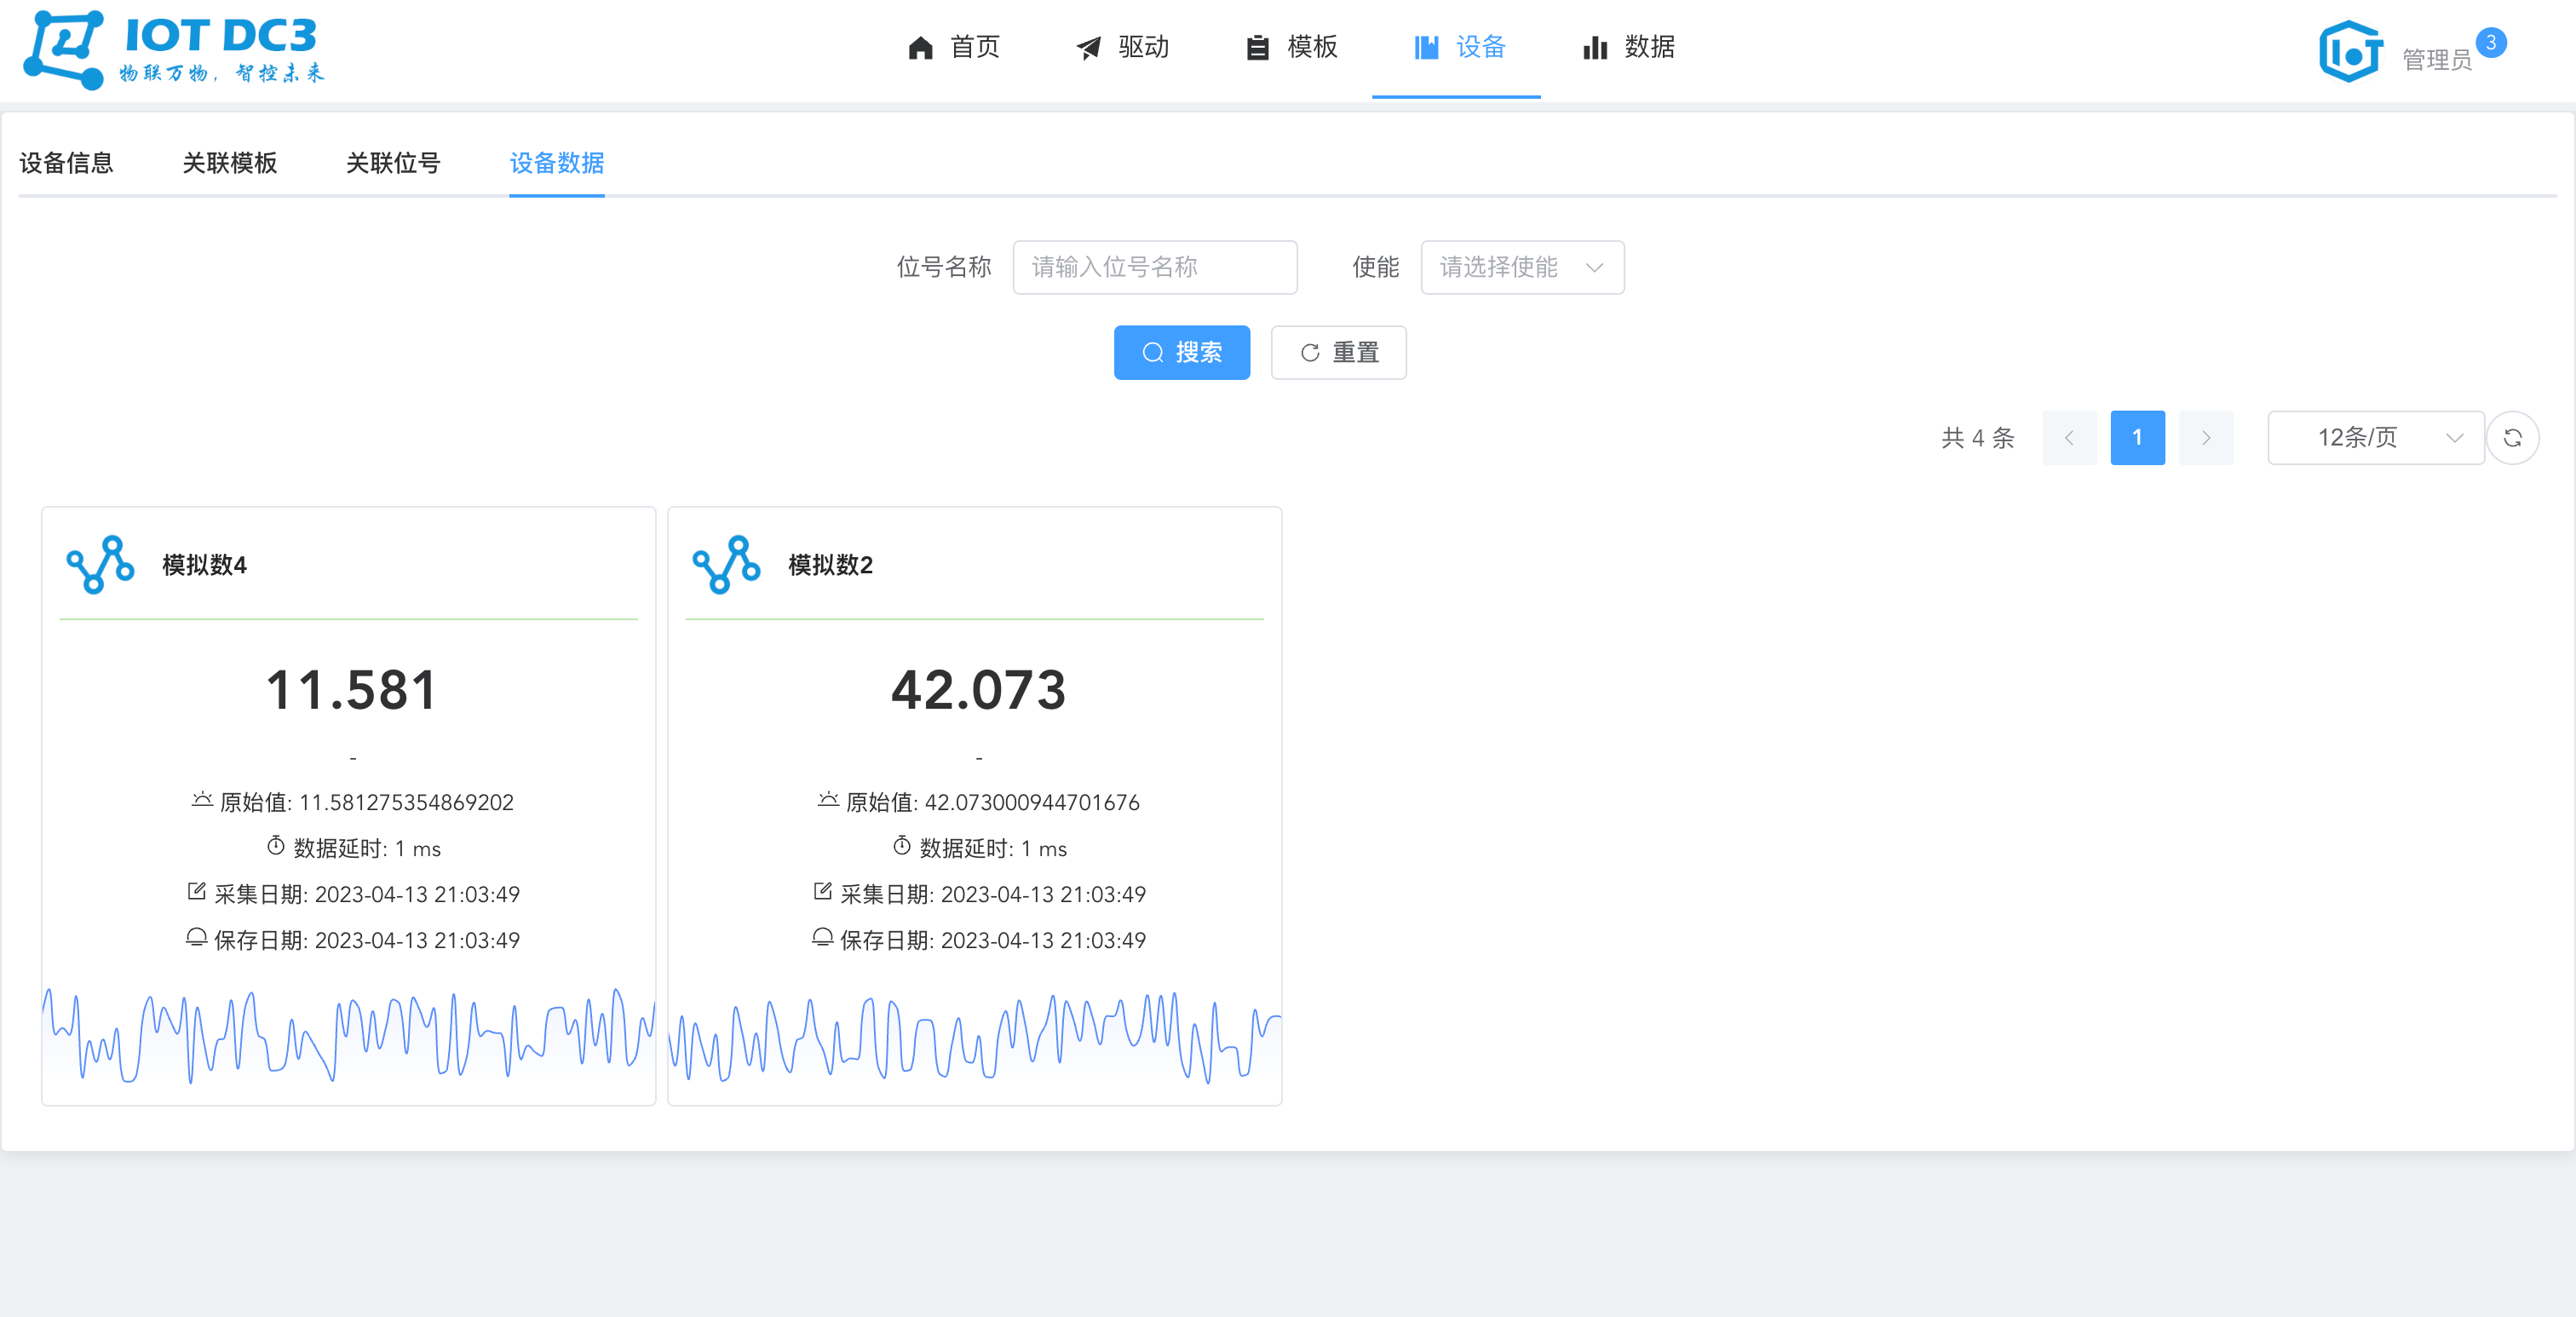 IOT DC3
物联万物，智控未来
首页
驱动
模板
设备
数据
管理员
3
设备信息
关联模板
关联位号
设备数据
位号名称
请输入位号名称
使能
请选择使能
搜索
重置
共 4 条
1
12条/页
模拟数4
11.581
-
原始值: 11.581275354869202
数据延时: 1 ms
采集日期: 2023-04-13 21:03:49
保存日期: 2023-04-13 21:03:49
模拟数2
42.073
-
原始值: 42.073000944701676
数据延时: 1 ms
采集日期: 2023-04-13 21:03:49
保存日期: 2023-04-13 21:03:49